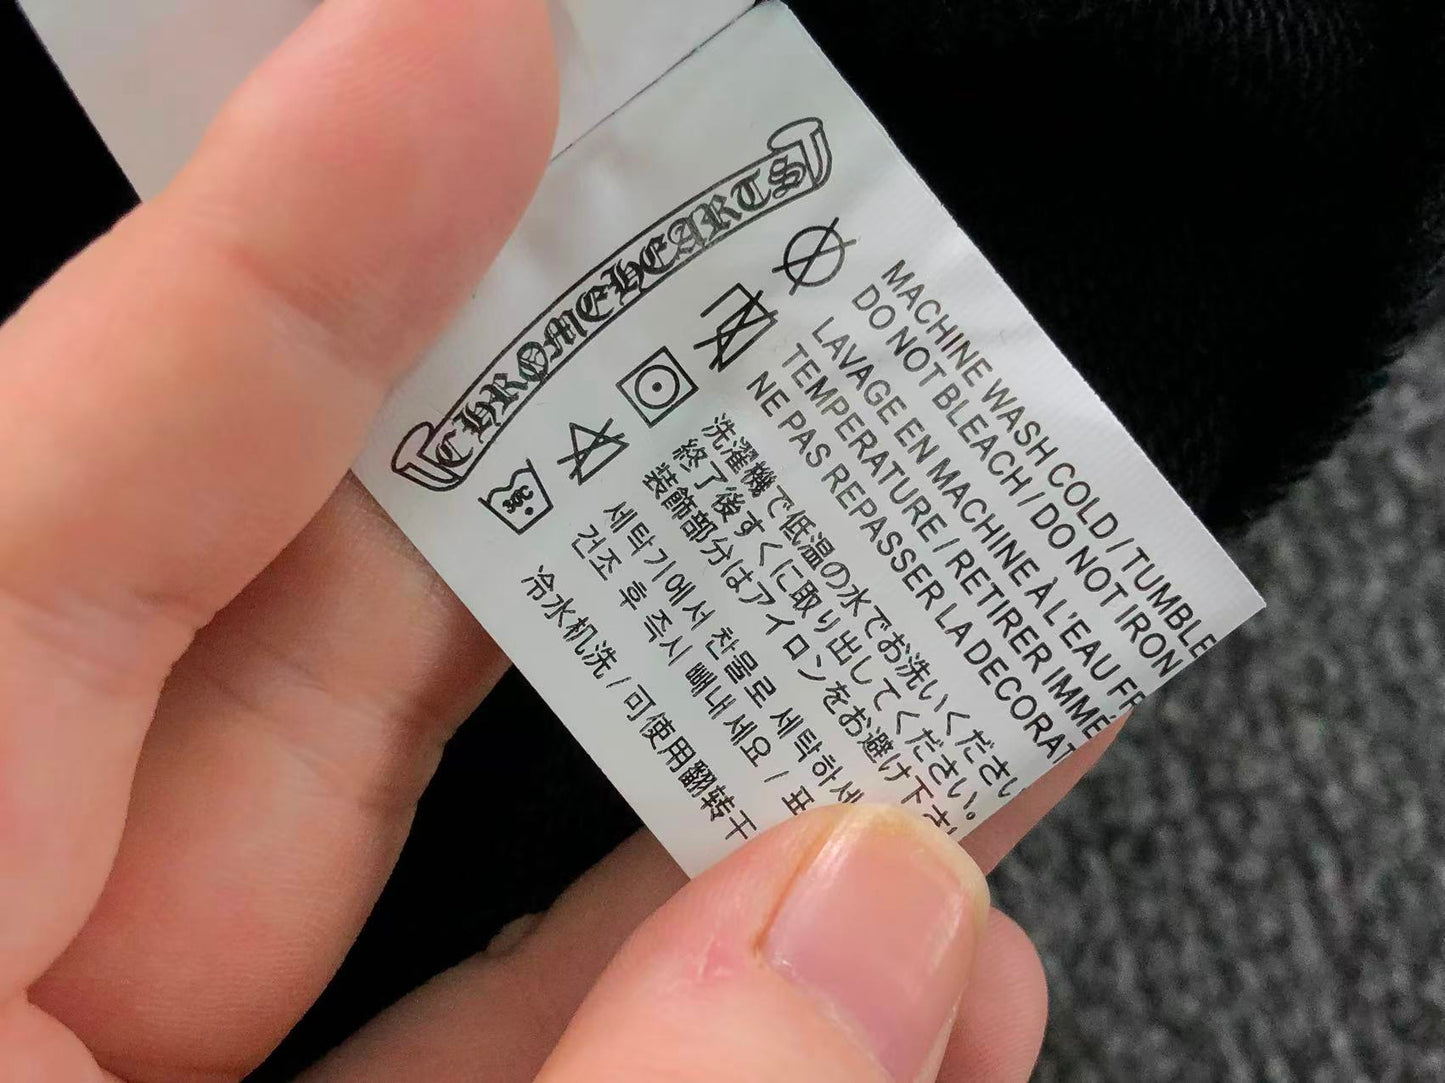 CHROME HEARTS
30C
MACHINE WASH COLD / TUMBLE
DO NOT BLEACH / DO NOT IRON
LAVAGE EN MACHINE À L'EAU FR
TEMPERATURE / RETIRER IMMÉ
NE PAS REPASSER LA DECORAT
洗濯機で低温の水でお洗いください
終了後すぐに取り出してください。
装飾部分はアイロンをお避け下さ
세탁기에서 찬물로 세탁하세
건조 후 즉시 빼내세요 / 표
冷水机洗 / 可使用翻转干